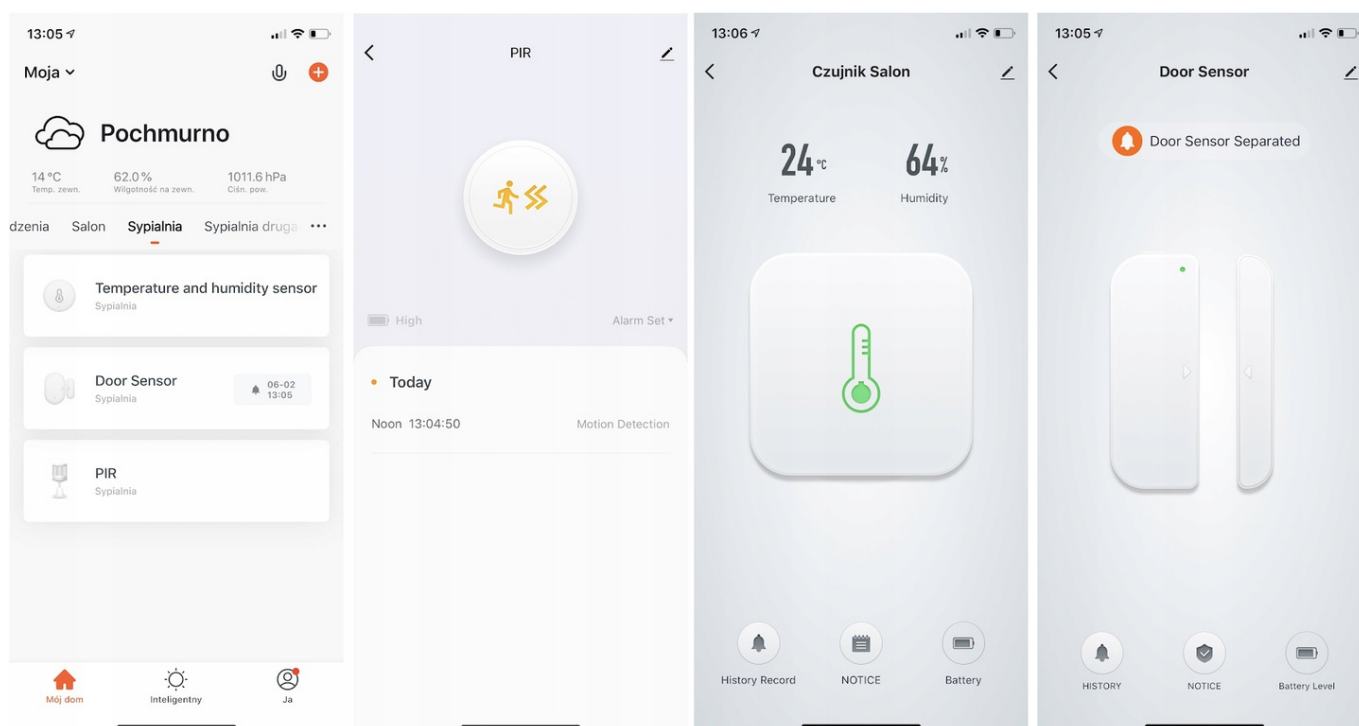 13:05
Moja
Pochmurno
14 °C
62.0 %
1011.6 hPa
Temp. zewn.
Wilgotność na zewn.
Ciśn. pow.
dzenia Salon Sypialnia Sypialnia druga
Temperature and humidity sensor
Sypialnia
Door Sensor
Sypialnia
06-02
13:05
PIR
Sypialnia
Mój dom
Inteligentny
Ja
PIR
High
Alarm Set
Today
Noon 13:04:50
Motion Detection
13:06
Czujnik Salon
24 °C
64 %
Temperature
Humidity
History Record
NOTICE
Battery
13:05
Door Sensor
Door Sensor Separated
HISTORY
NOTICE
Battery Level